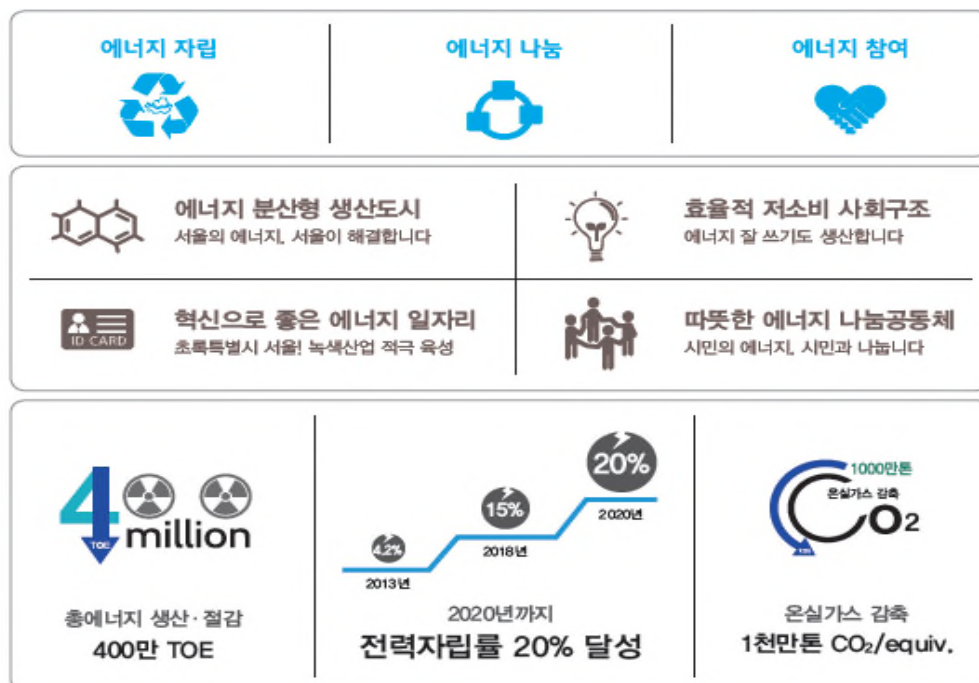 에너지 자립
에너지 나눔
에너지 참여
에너지 분산형 생산도시
서울의 에너지, 서울이 해결합니다
효율적 저소비 사회구조
에너지 잘 쓰기도 생산합니다
ID CARD
혁신으로 좋은 에너지 일자리
초록특별시 서울! 녹색산업 적극 육성
따뜻한 에너지 나눔공동체
시민의 에너지, 시민과 나눕니다
4
TOE
million
총에너지 생산·절감
400만 TOE
4.2%
2013년
15%
2018년
20%
2020년
2020년까지
전력자립률 20% 달성
1000만톤
온실가스 감축
CO₂
온실가스 감축
1천만톤 CO₂/equiv.